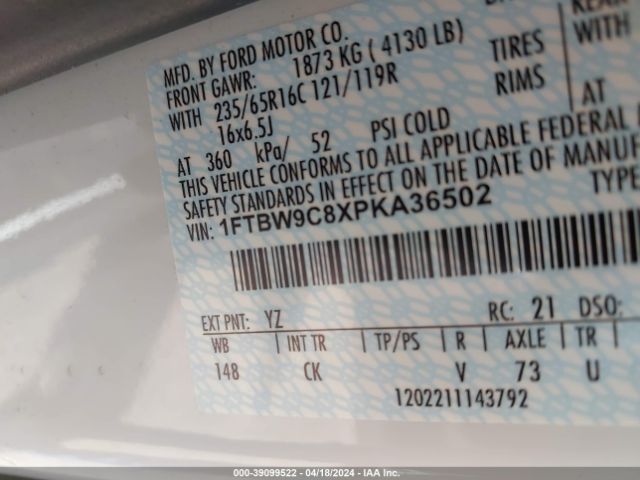 MFD. BY FORD MOTOR CO.
FRONT GAWR: 1873 KG ( 4130 LB)
WITH 235/65R16C 121/119R TIRES
16x6.5J RIMS
AT 360 kPa/ 52 PSI COLD
WITH
AT
THIS VEHICLE CONFORMS TO ALL APPLICABLE FEDERAL
SAFETY STANDARDS IN EFFECT ON THE DATE OF MANUF
VIN: 1FTBW9C8XPKA36502
TYPE
EXT PNT: YZ RC: 21 DSO:
WB INT TR TP/PS R AXLE TR
148 CK V 73 U
1202211143792
000-39099522 - 04/18/2024 - IAA Inc.